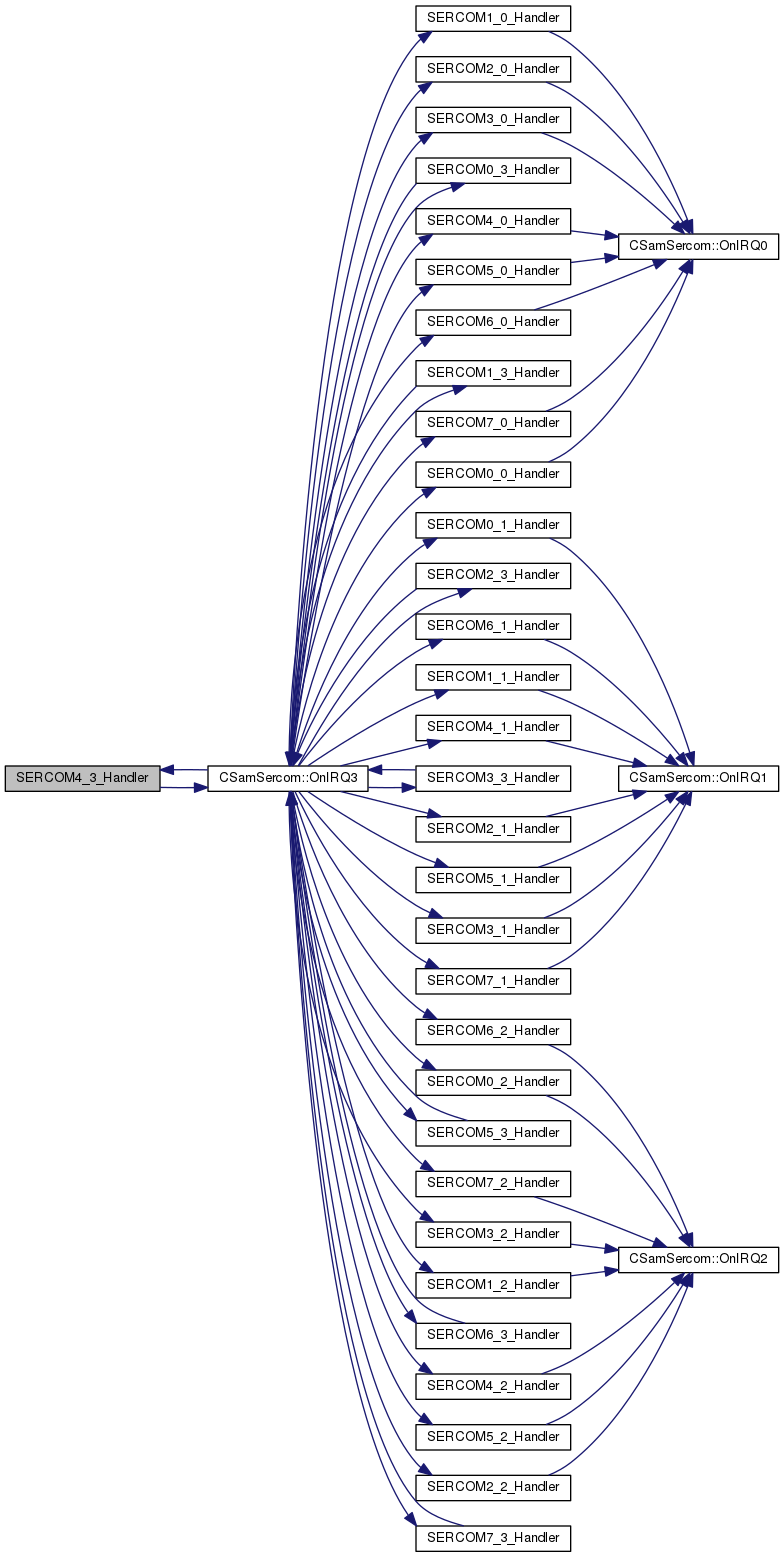 SERCOM1_0_Handler
SERCOM2_0_Handler
SERCOM3_0_Handler
SERCOM0_3_Handler
SERCOM4_0_Handler
CSamSercom::OnIRQ0
SERCOM5_0_Handler
SERCOM6_0_Handler
SERCOM1_3_Handler
SERCOM7_0_Handler
SERCOM0_0_Handler
SERCOM0_1_Handler
SERCOM2_3_Handler
SERCOM6_1_Handler
SERCOM1_1_Handler
SERCOM4_1_Handler
SERCOM4_3_Handler
CSamSercom::OnIRQ3
SERCOM3_3_Handler
CSamSercom::OnIRQ1
SERCOM2_1_Handler
SERCOM5_1_Handler
SERCOM3_1_Handler
SERCOM7_1_Handler
SERCOM6_2_Handler
SERCOM0_2_Handler
SERCOM5_3_Handler
SERCOM7_2_Handler
SERCOM3_2_Handler
CSamSercom::OnIRQ2
SERCOM1_2_Handler
SERCOM6_3_Handler
SERCOM4_2_Handler
SERCOM5_2_Handler
SERCOM2_2_Handler
SERCOM7_3_Handler